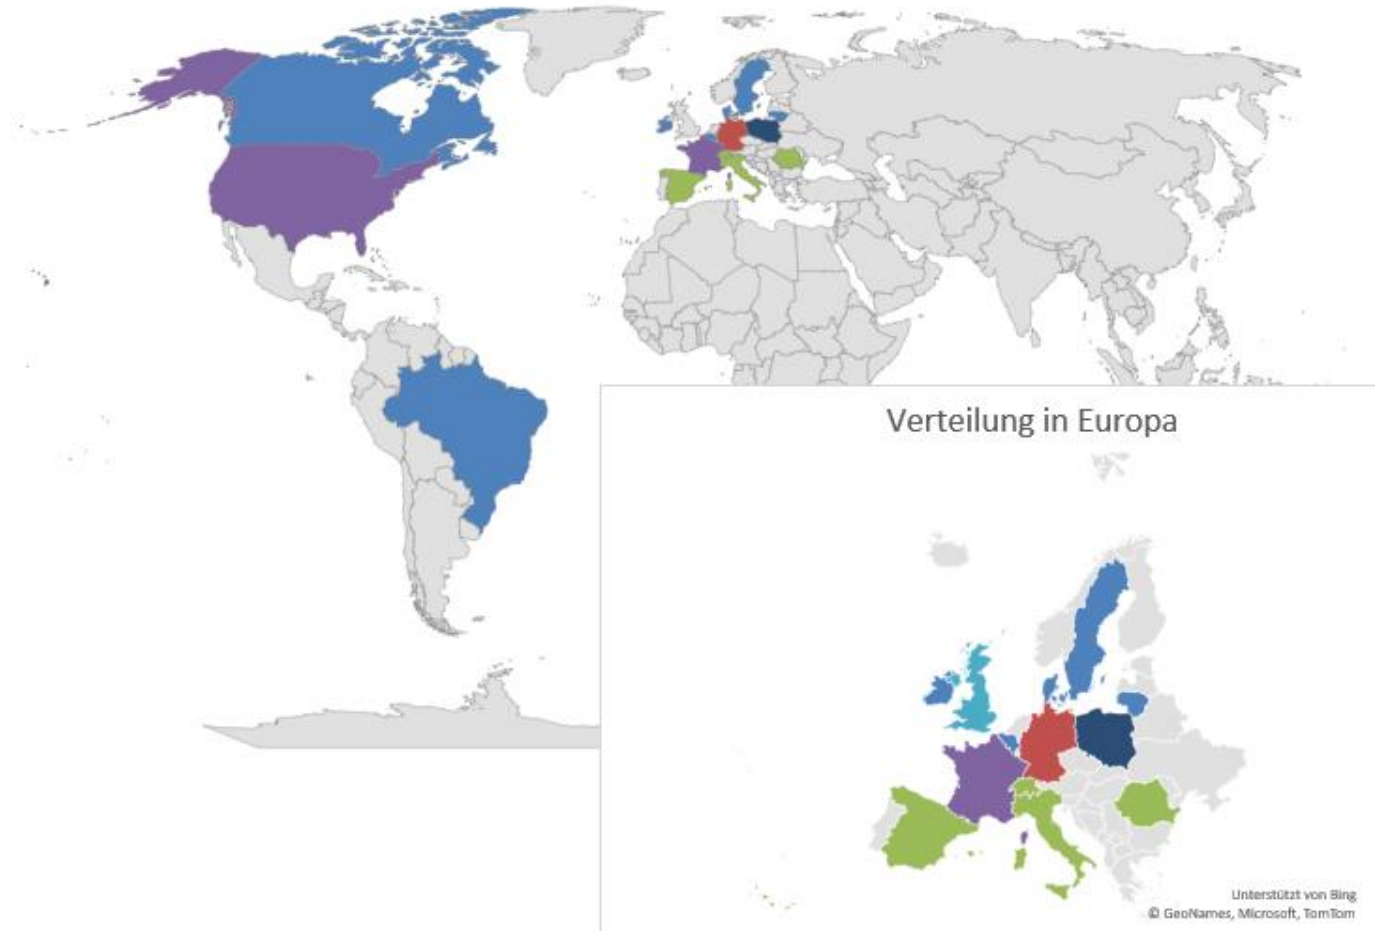 Verteilung in Europa
Unterstützt von Bing
© GeoNames, Microsoft, TomTom